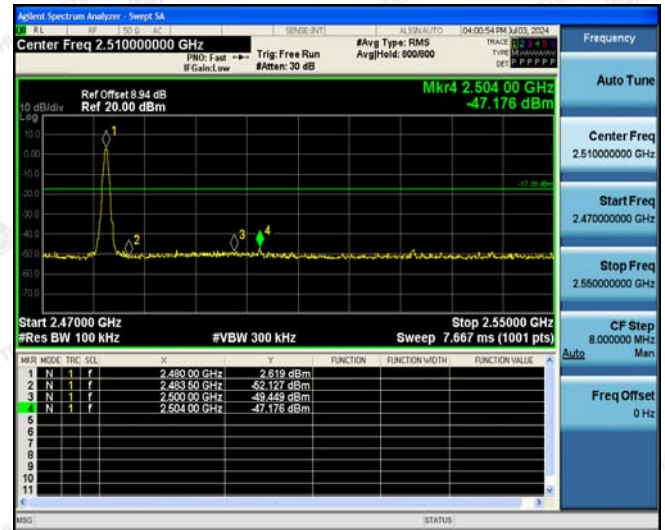 Agilent Spectrum Analyzer - Swept SA
RL RF 50 Ω AC SENSE:INT ALIGNAUTO 04:00:54 PM Jul 03, 2024
Center Freq 2.510000000 GHz
PNO: Fast Trig: Free Run
IFGain:Low #Atten: 30 dB
#Avg Type: RMS
Avg|Hold: 800/800
TRACE 1 2 3 4 5 6
TYPE MWWWWW
DET P P P P P P
Ref Offset 8.94 dB
10 dB/div Ref 20.00 dBm
Log
Mkr4 2.504 00 GHz
-47.176 dBm
10.0
0.00
-10.0
-20.0
-30.0
-40.0
-50.0
-60.0
-70.0
1
2
3
4
-17.38 dBm
Start 2.47000 GHz Stop 2.55000 GHz
#Res BW 100 kHz #VBW 300 kHz Sweep 7.667 ms (1001 pts)
MKR MODE TRC SCL X Y FUNCTION FUNCTION WIDTH FUNCTION VALUE
1 N 1 f 2.480 00 GHz 2.619 dBm
2 N 1 f 2.483 50 GHz -52.127 dBm
3 N 1 f 2.500 00 GHz -49.449 dBm
4 N 1 f 2.504 00 GHz -47.176 dBm
5
6
7
8
9
10
11
MSG STATUS
Frequency
Auto Tune
Center Freq
2.510000000 GHz
Start Freq
2.470000000 GHz
Stop Freq
2.550000000 GHz
CF Step
8.000000 MHz
Auto Man
Freq Offset
0 Hz